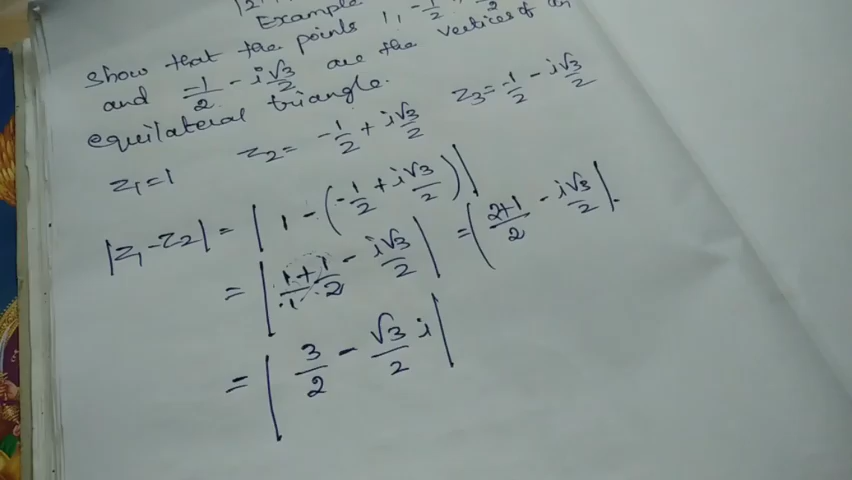 Example
Show that the points 1, -1/2
and -1/2 - i√3/2 are the vertices of an
equilateral triangle.
z₁=1 z₂= -1/2 + i√3/2 z₃= -1/2 - i√3/2
|z₁-z₂| = | 1 - (-1/2 + i√3/2) |
= | 1/1 + 1/2 - i√3/2 | = | 2+1/2 - i√3/2 |.
= | 3/2 - √3/2 i |